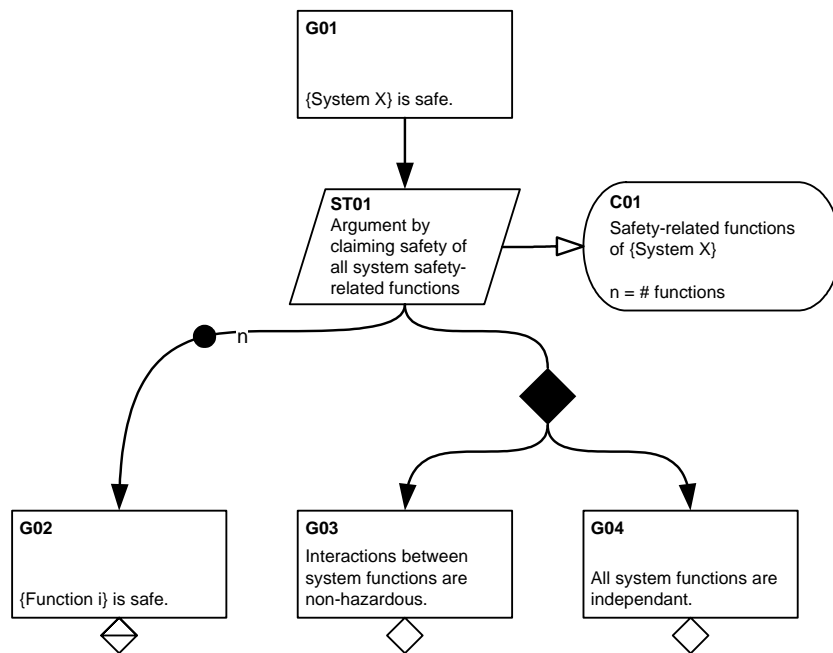 G01
{System X} is safe.
ST01
Argument by
claiming safety of
all system safety-
related functions
C01
Safety-related functions
of {System X}
n = # functions
n
G02
{Function i} is safe.
G03
Interactions between
system functions are
non-hazardous.
G04
All system functions are
independant.